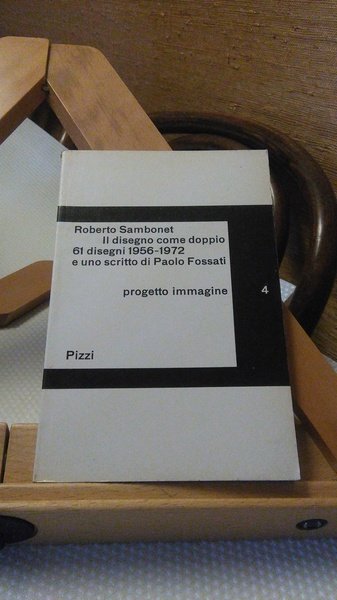 Roberto Sambonet
Il disegno come doppio
61 disegni 1956-1972
e uno scritto di Paolo Fossati
progetto immagine
4
Pizzi